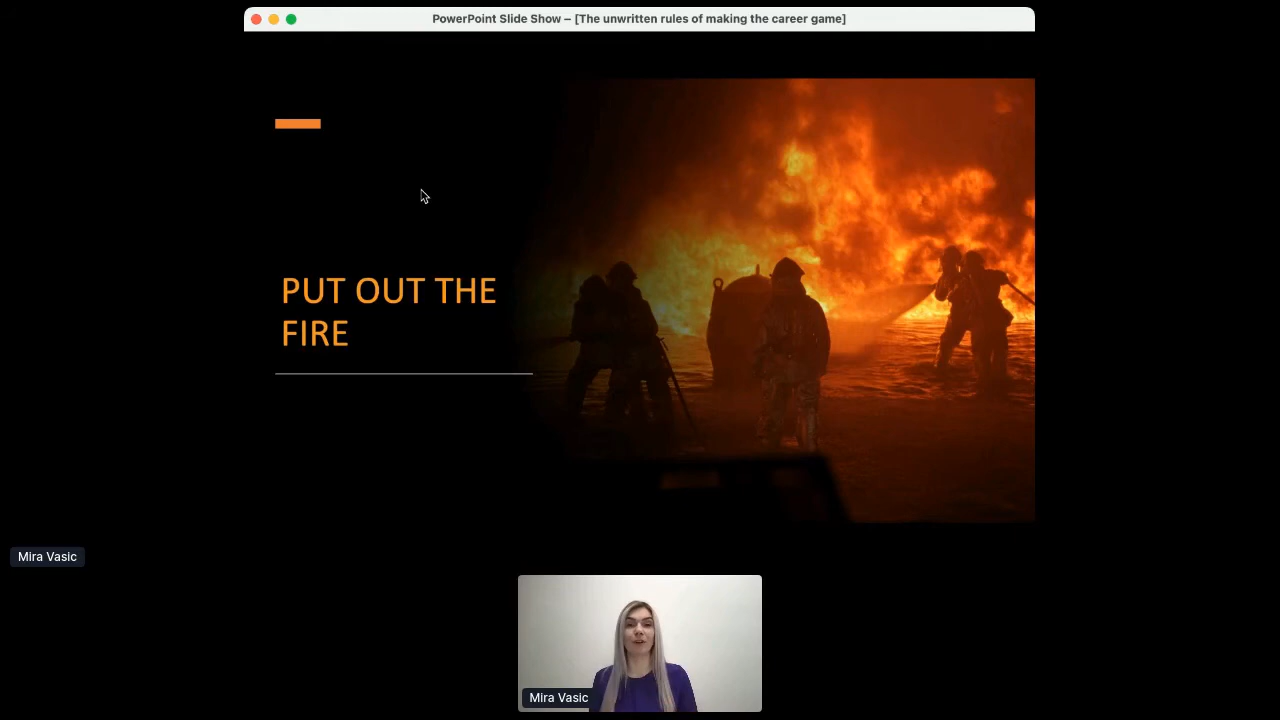 PowerPoint Slide Show – [The unwritten rules of making the career game]
PUT OUT THE
FIRE
Mira Vasic
Mira Vasic